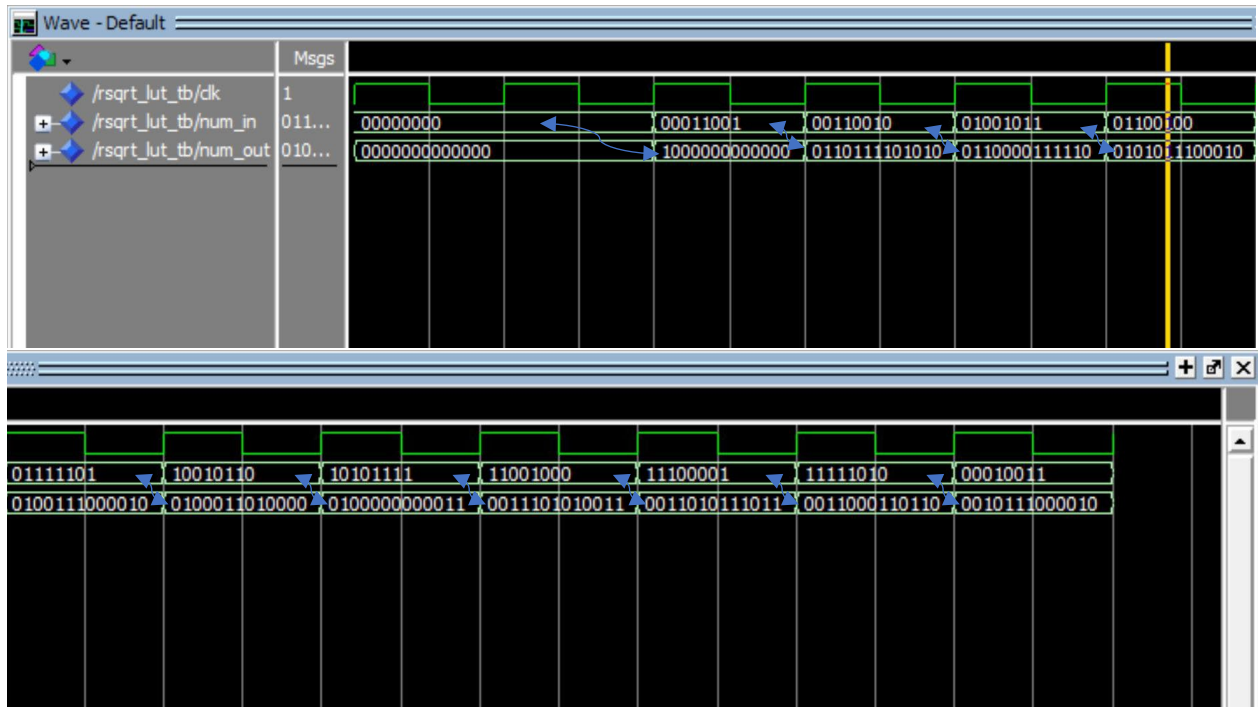 Wave - Default
Msgs
/rsqrt_lut_tb/clk 1
/rsqrt_lut_tb/num_in 011... 00000000 00011001 00110010 01001011 01100100
/rsqrt_lut_tb/num_out 010... 0000000000000 1000000000000 0110111101010 0110000111110 0101011100010
01111101 10010110 10101111 11001000 11100001 11111010 00010011
0100111000010 0100011010000 0100000000011 0011101010011 0011010111011 0011000110110 0010111000010